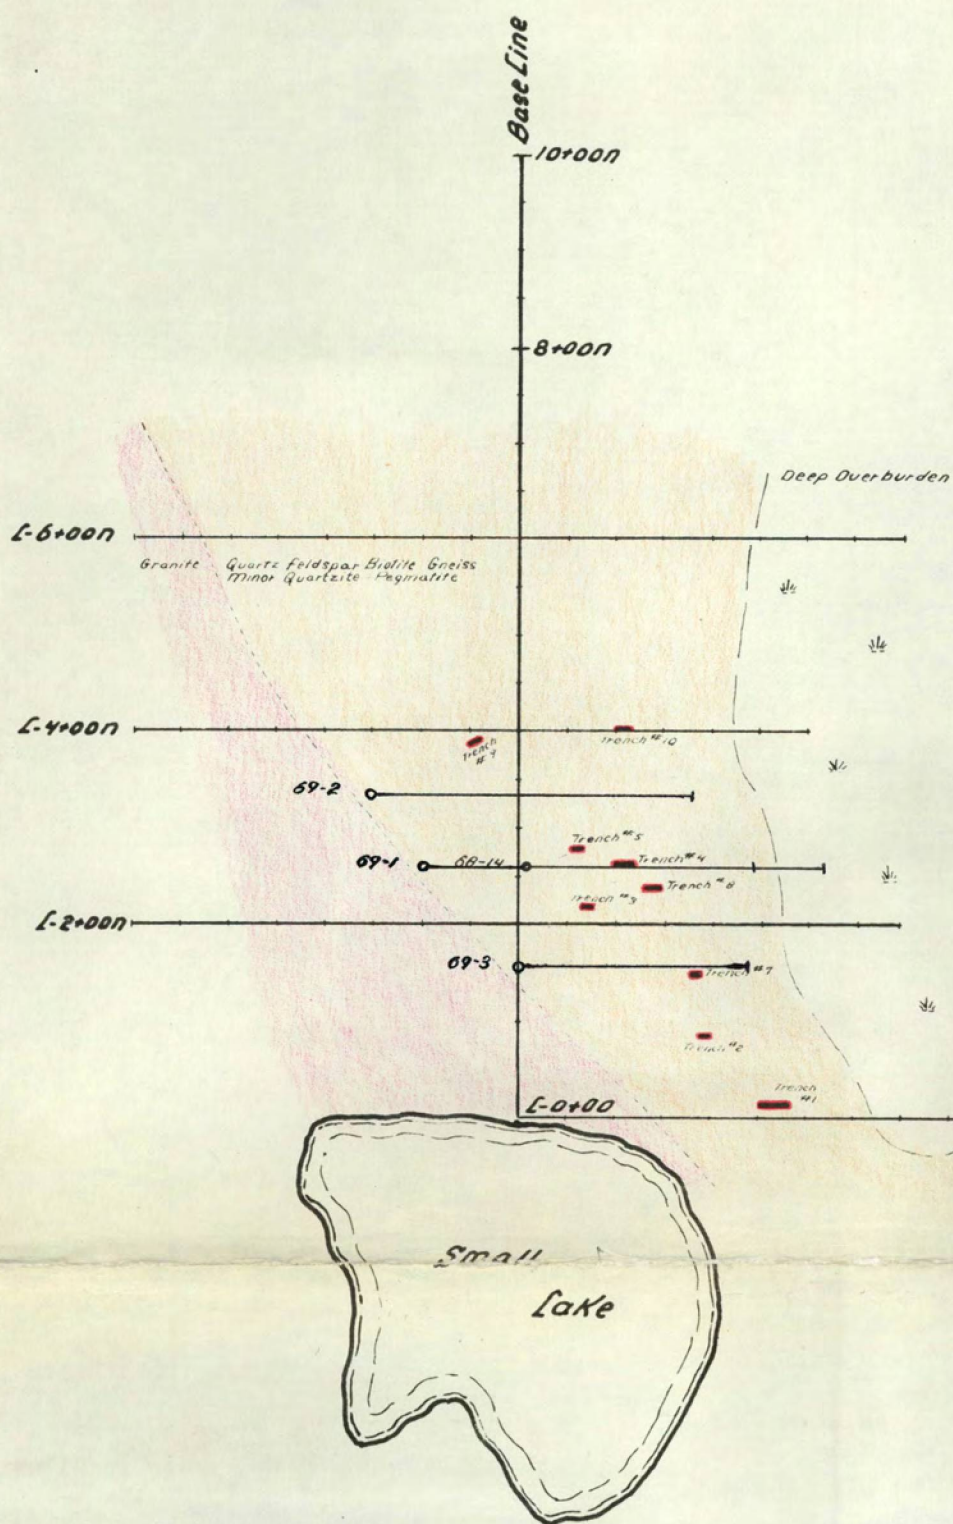 Base Line
10+00N
8+00N
Deep Overburden
L-6+00N
Granite Quartz Feldspar Biotite Gneiss
Minor Quartzite Pegmatite
L-4+00N
Trench
#9
Trench #10
69-2
Trench #5
69-1
68-14
Trench #4
Trench #8
Trench #3
L-2+00N
69-3
Trench #7
Trench #2
Trench
#1
L-0+00
Small
Lake